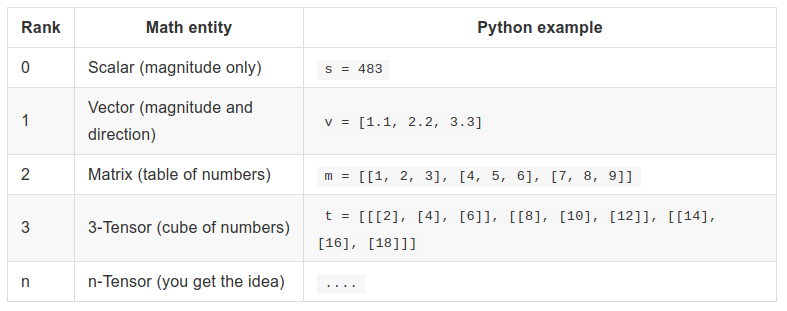 Rank Math entity Python example
0 Scalar (magnitude only) s = 483
Vector (magnitude and
1 v = [1.1, 2.2, 3.3]
direction)
2 Matrix (table of numbers) m = [[1, 2, 3], [4, 5, 6], [7, 8, 9]]
t = [[[2], [4], [6]], [[8], [10], [12]], [[14],
3 3-Tensor (cube of numbers)
[16], [18]]]
n n-Tensor (you get the idea) ....